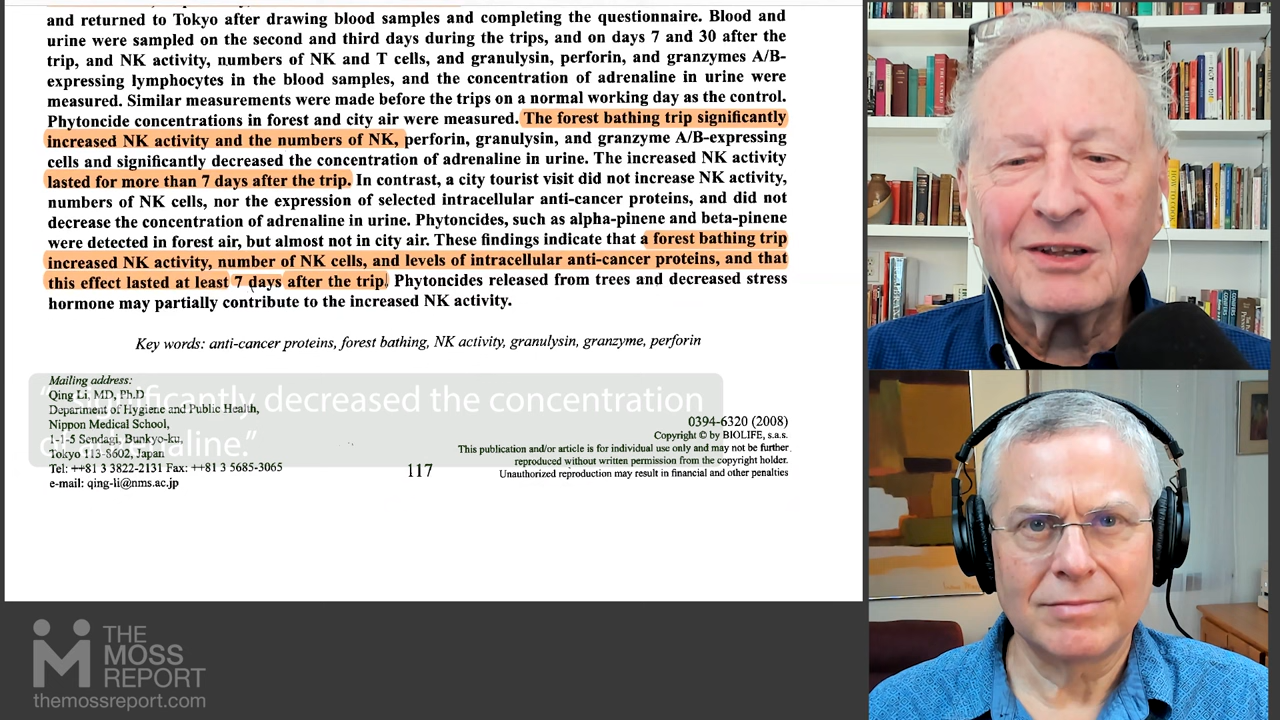 and returned to Tokyo after drawing blood samples and completing the questionnaire. Blood and
urine were sampled on the second and third days during the trips, and on days 7 and 30 after the
trip, and NK activity, numbers of NK and T cells, and granulysin, perforin, and granzymes A/B-
expressing lymphocytes in the blood samples, and the concentration of adrenaline in urine were
measured. Similar measurements were made before the trips on a normal working day as the control.
Phytoncide concentrations in forest and city air were measured. The forest bathing trip significantly
increased NK activity and the numbers of NK, perforin, granulysin, and granzyme A/B-expressing
cells and significantly decreased the concentration of adrenaline in urine. The increased NK activity
lasted for more than 7 days after the trip. In contrast, a city tourist visit did not increase NK activity,
numbers of NK cells, nor the expression of selected intracellular anti-cancer proteins, and did not
decrease the concentration of adrenaline in urine. Phytoncides, such as alpha-pinene and beta-pinene
were detected in forest air, but almost not in city air. These findings indicate that a forest bathing trip
increased NK activity, number of NK cells, and levels of intracellular anti-cancer proteins, and that
this effect lasted at least 7 days after the trip. Phytoncides released from trees and decreased stress
hormone may partially contribute to the increased NK activity.
Key words: anti-cancer proteins, forest bathing, NK activity, granulysin, granzyme, perforin
Mailing address:
Qing Li, MD, Ph.D
Department of Hygiene and Public Health,
Nippon Medical School,
1-1-5 Sendagi, Bunkyo-ku,
Tokyo 113-8602, Japan
Tel: ++81 3 3822-2131 Fax: ++81 3 5685-3065
e-mail: qing-li@nms.ac.jp
significantly decreased the concentration
adrenaline."
117
0394-6320 (2008)
Copyright © by BIOLIFE, s.a.s.
This publication and/or article is for individual use only and may not be further
reproduced without written permission from the copyright holder.
Unauthorized reproduction may result in financial and other penalties
THE
MOSS
REPORT
themossreport.com